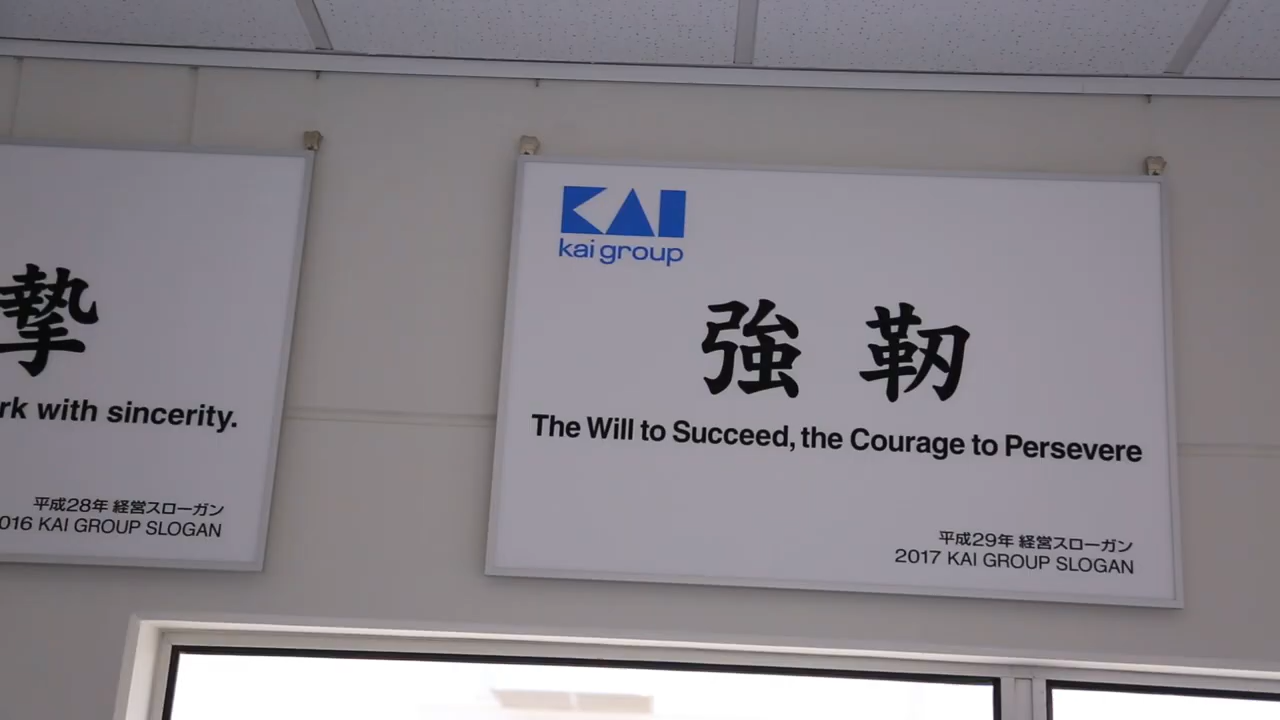 摯
rk with sincerity.
平成28年 経営スローガン
016 KAI GROUP SLOGAN
KAI
kai group
強 靭
The Will to Succeed, the Courage to Persevere
平成29年 経営スローガン
2017 KAI GROUP SLOGAN